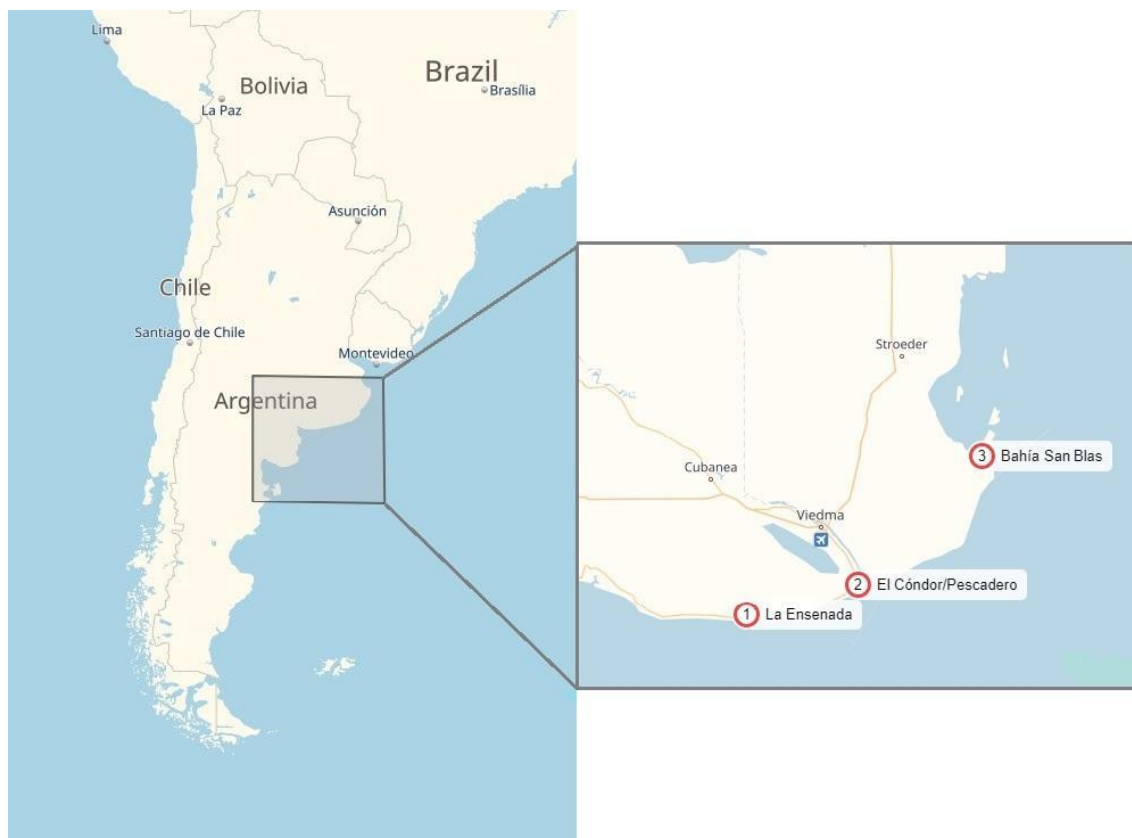 Lima
Bolivia
Brazil
Brasília
La Paz
Asunción
Chile
Santiago de Chile
Montevideo
Argentina
Stroeder
3 Bahía San Blas
Cubanea
Viedma
2 El Cóndor/Pescadero
1 La Ensenada